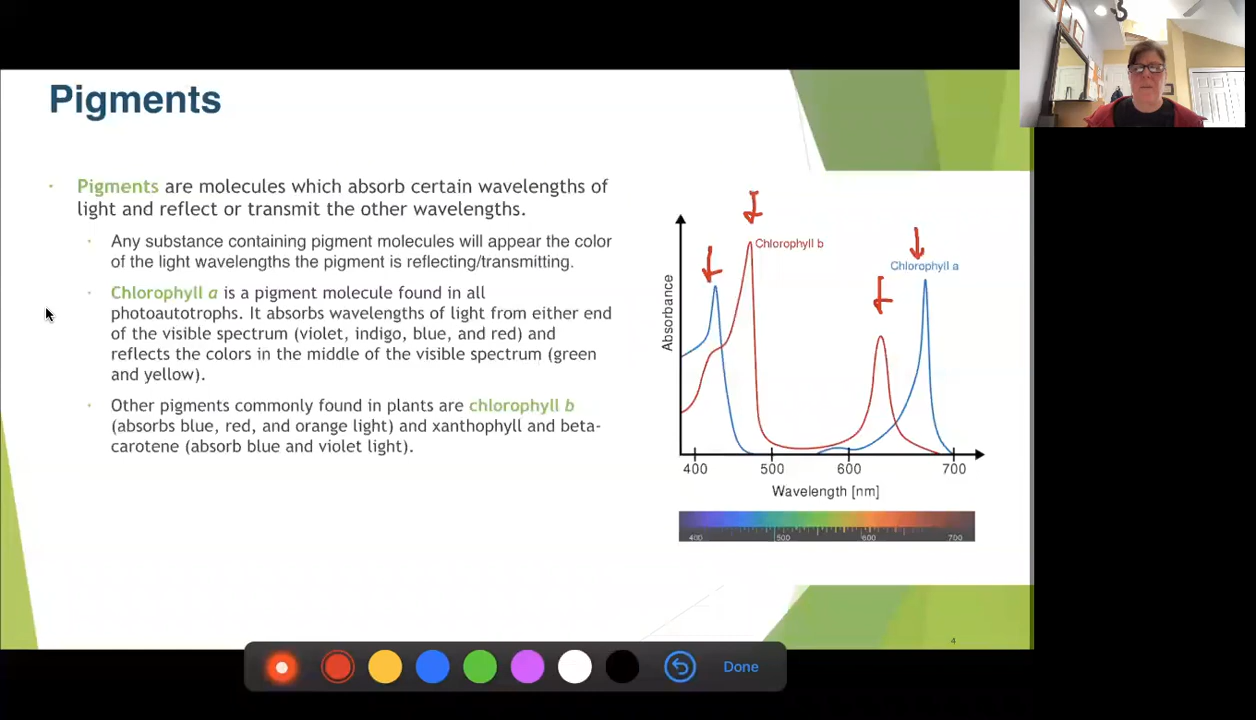 Pigments
Pigments are molecules which absorb certain wavelengths of
light and reflect or transmit the other wavelengths.
Any substance containing pigment molecules will appear the color
of the light wavelengths the pigment is reflecting/transmitting.
Chlorophyll a is a pigment molecule found in all
photoautotrophs. It absorbs wavelengths of light from either end
of the visible spectrum (violet, indigo, blue, and red) and
reflects the colors in the middle of the visible spectrum (green
and yellow).
Other pigments commonly found in plants are chlorophyll b
(absorbs blue, red, and orange light) and xanthophyll and beta-
carotene (absorb blue and violet light).
Chlorophyll b
Chlorophyll a
Absorbance
400 500 600 700
Wavelength [nm]
400 500 600 700
4
Done